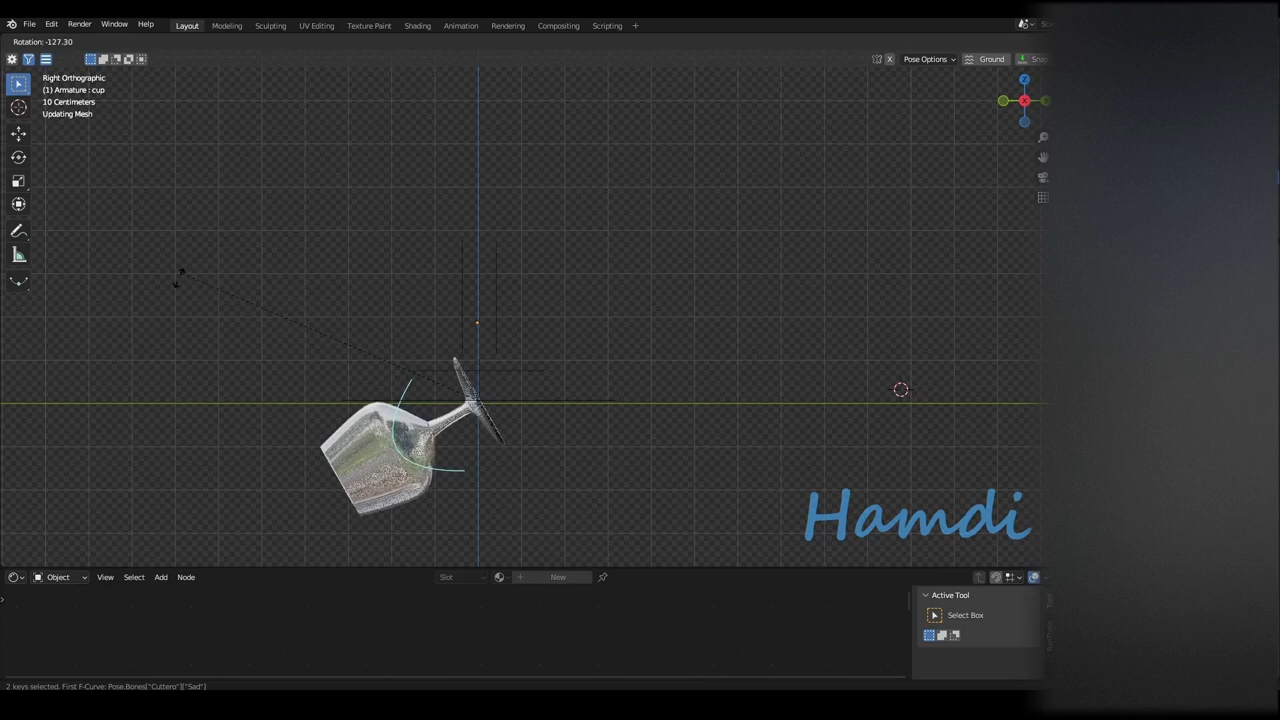 File Edit Render Window Help Layout Modeling Sculpting UV Editing Texture Paint Shading Animation Rendering Compositing Scripting +
Rotation: -127.30
X Pose Options Ground Snap
Right Orthographic
(1) Armature : cup
10 Centimeters
Updating Mesh
Z
X
Hamdi
Object View Select Add Node Slot New
Active Tool
Select Box
Tool
2 keys selected. First F-Curve: Pose.Bones["Cuttero"]["Sad"]